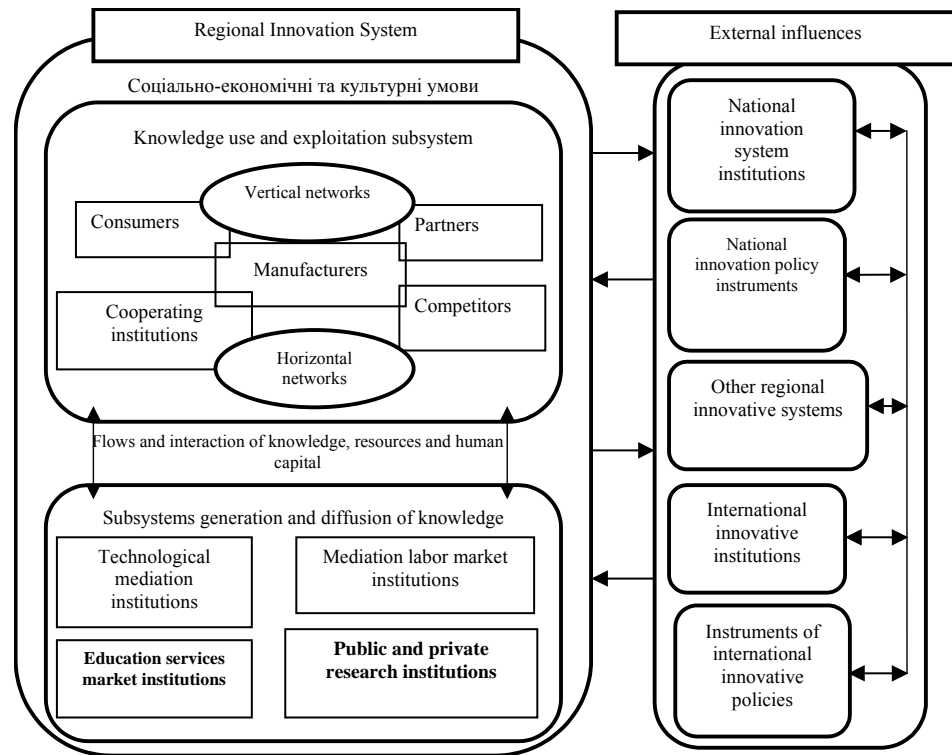 Regional Innovation System
External influences
Соціально-економічні та культурні умови
Knowledge use and exploitation subsystem
Vertical networks
Consumers
Partners
Manufacturers
Cooperating
institutions
Competitors
Horizontal
networks
Flows and interaction of knowledge, resources and human
capital
Subsystems generation and diffusion of knowledge
Technological
mediation
institutions
Mediation labor market
institutions
Education services
market institutions
Public and private
research institutions
National
innovation
system
institutions
National
innovation policy
instruments
Other regional
innovative systems
International
innovative
institutions
Instruments of
international
innovative
policies